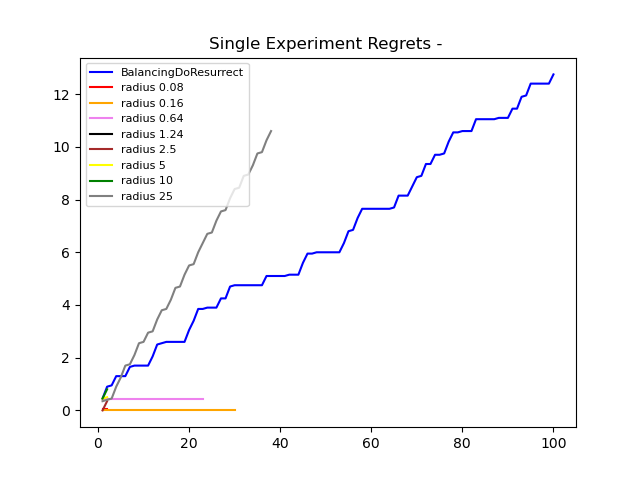 Single Experiment Regrets -
BalancingDoResurrect
radius 0.08
radius 0.16
radius 0.64
radius 1.24
radius 2.5
radius 5
radius 10
radius 25
12
10
8
6
4
2
0
0 20 40 60 80 100